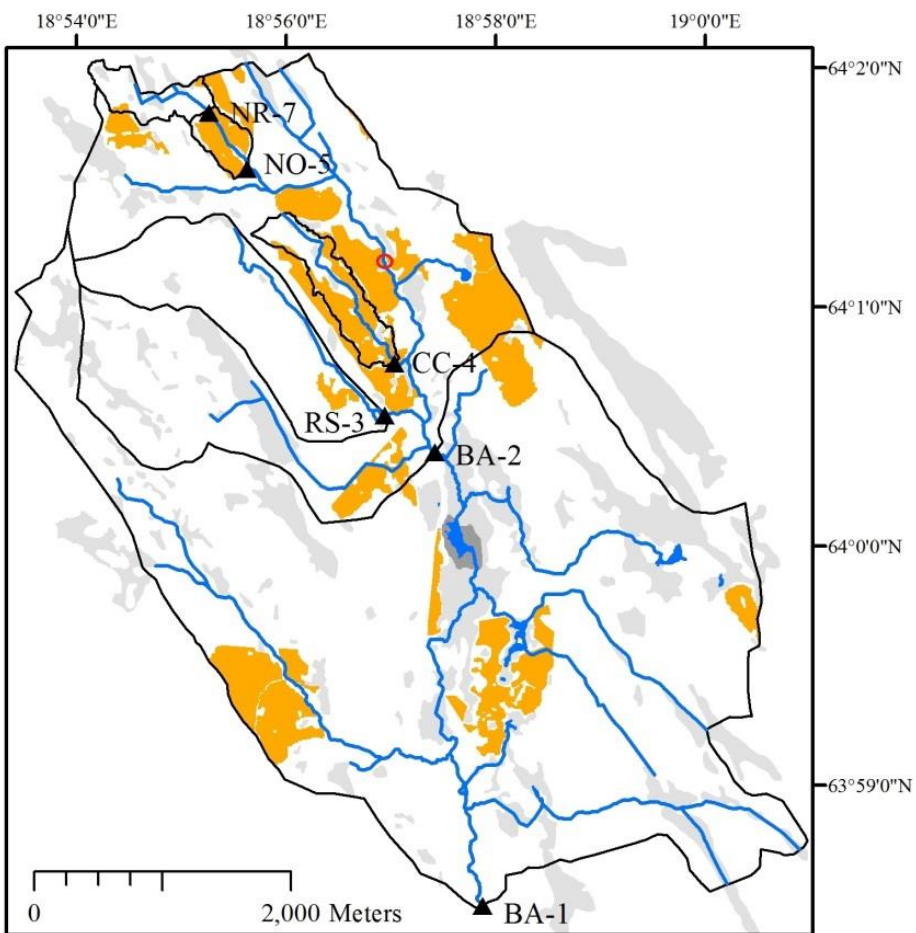 18°54'0"E 18°56'0"E 18°58'0"E 19°0'0"E
64°2'0"N
NR-7
NO-5
64°1'0"N
CC-4
RS-3
BA-2
64°0'0"N
63°59'0"N
0 2,000 Meters
BA-1